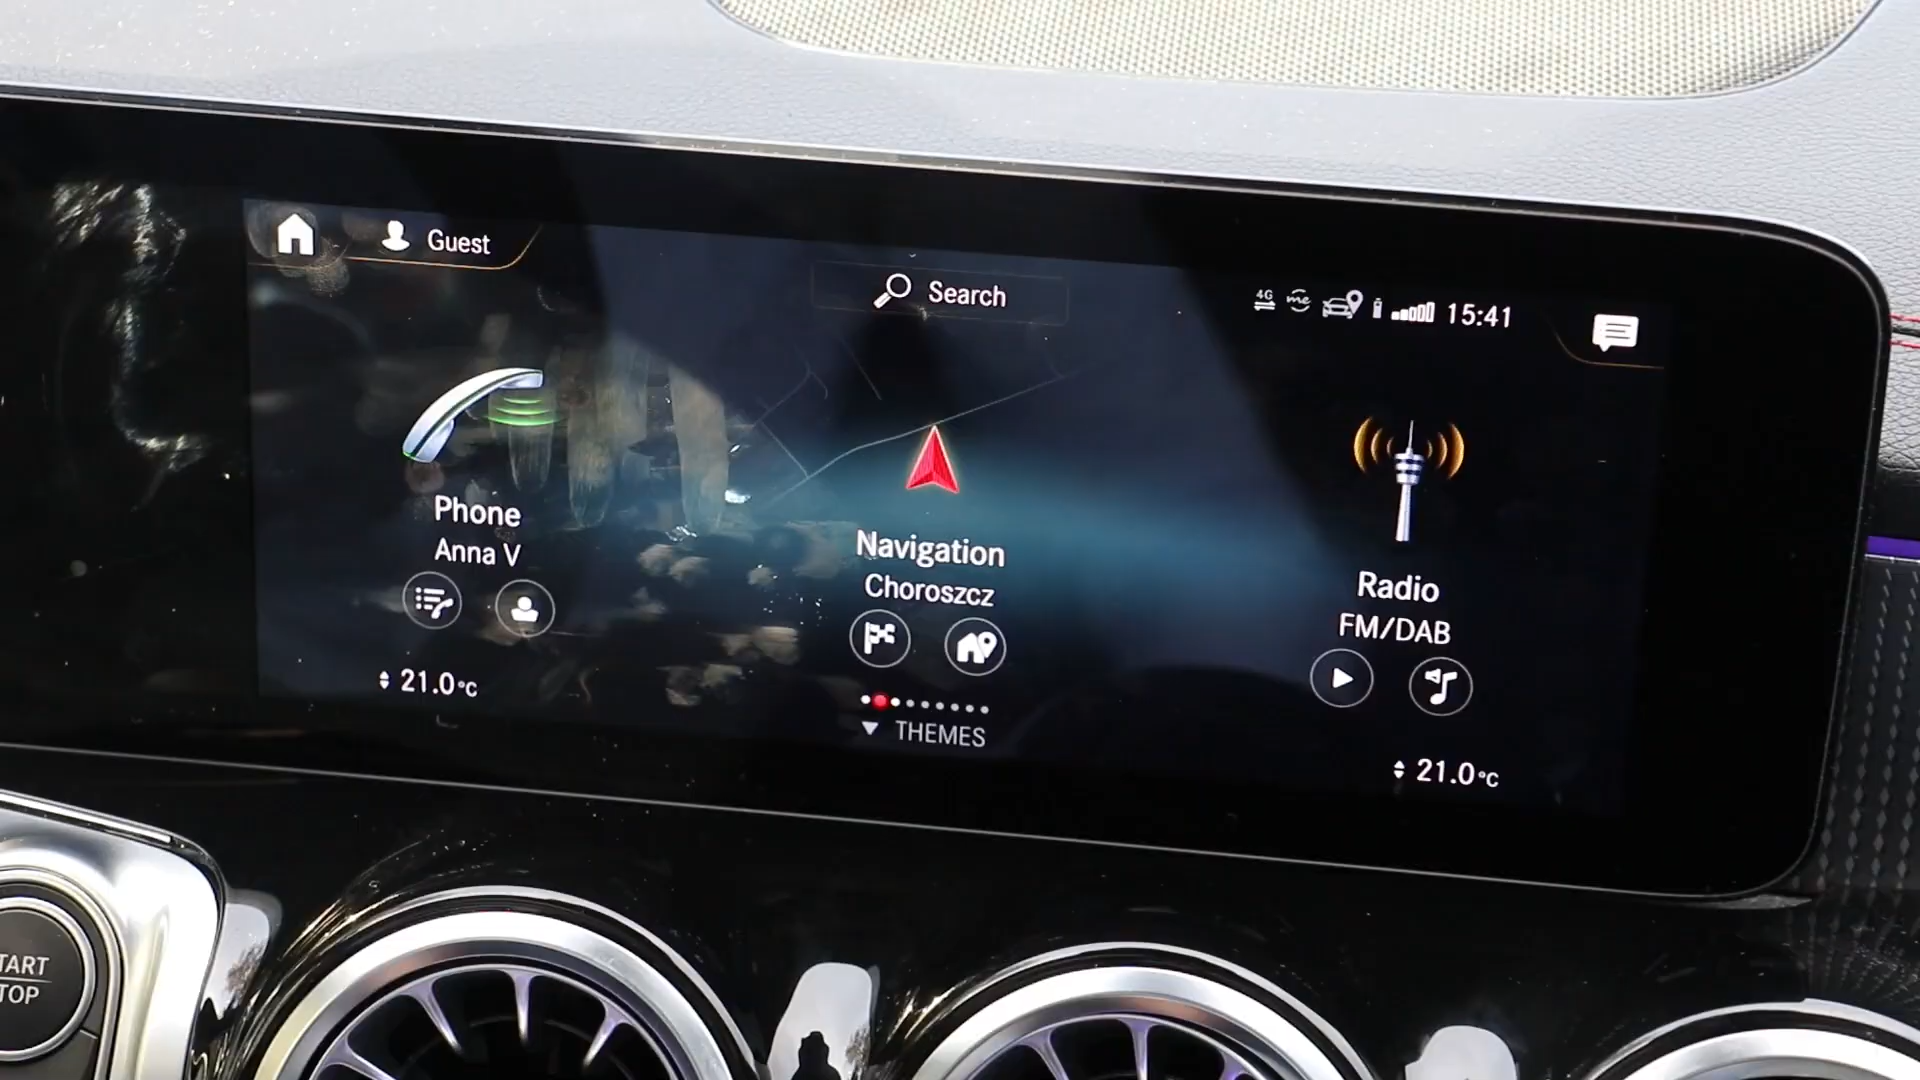 Guest
Search
4G
me
15:41
Phone
Anna V
Navigation
Choroszcz
Radio
FM/DAB
21.0°C
THEMES
21.0°C
TART
TOP